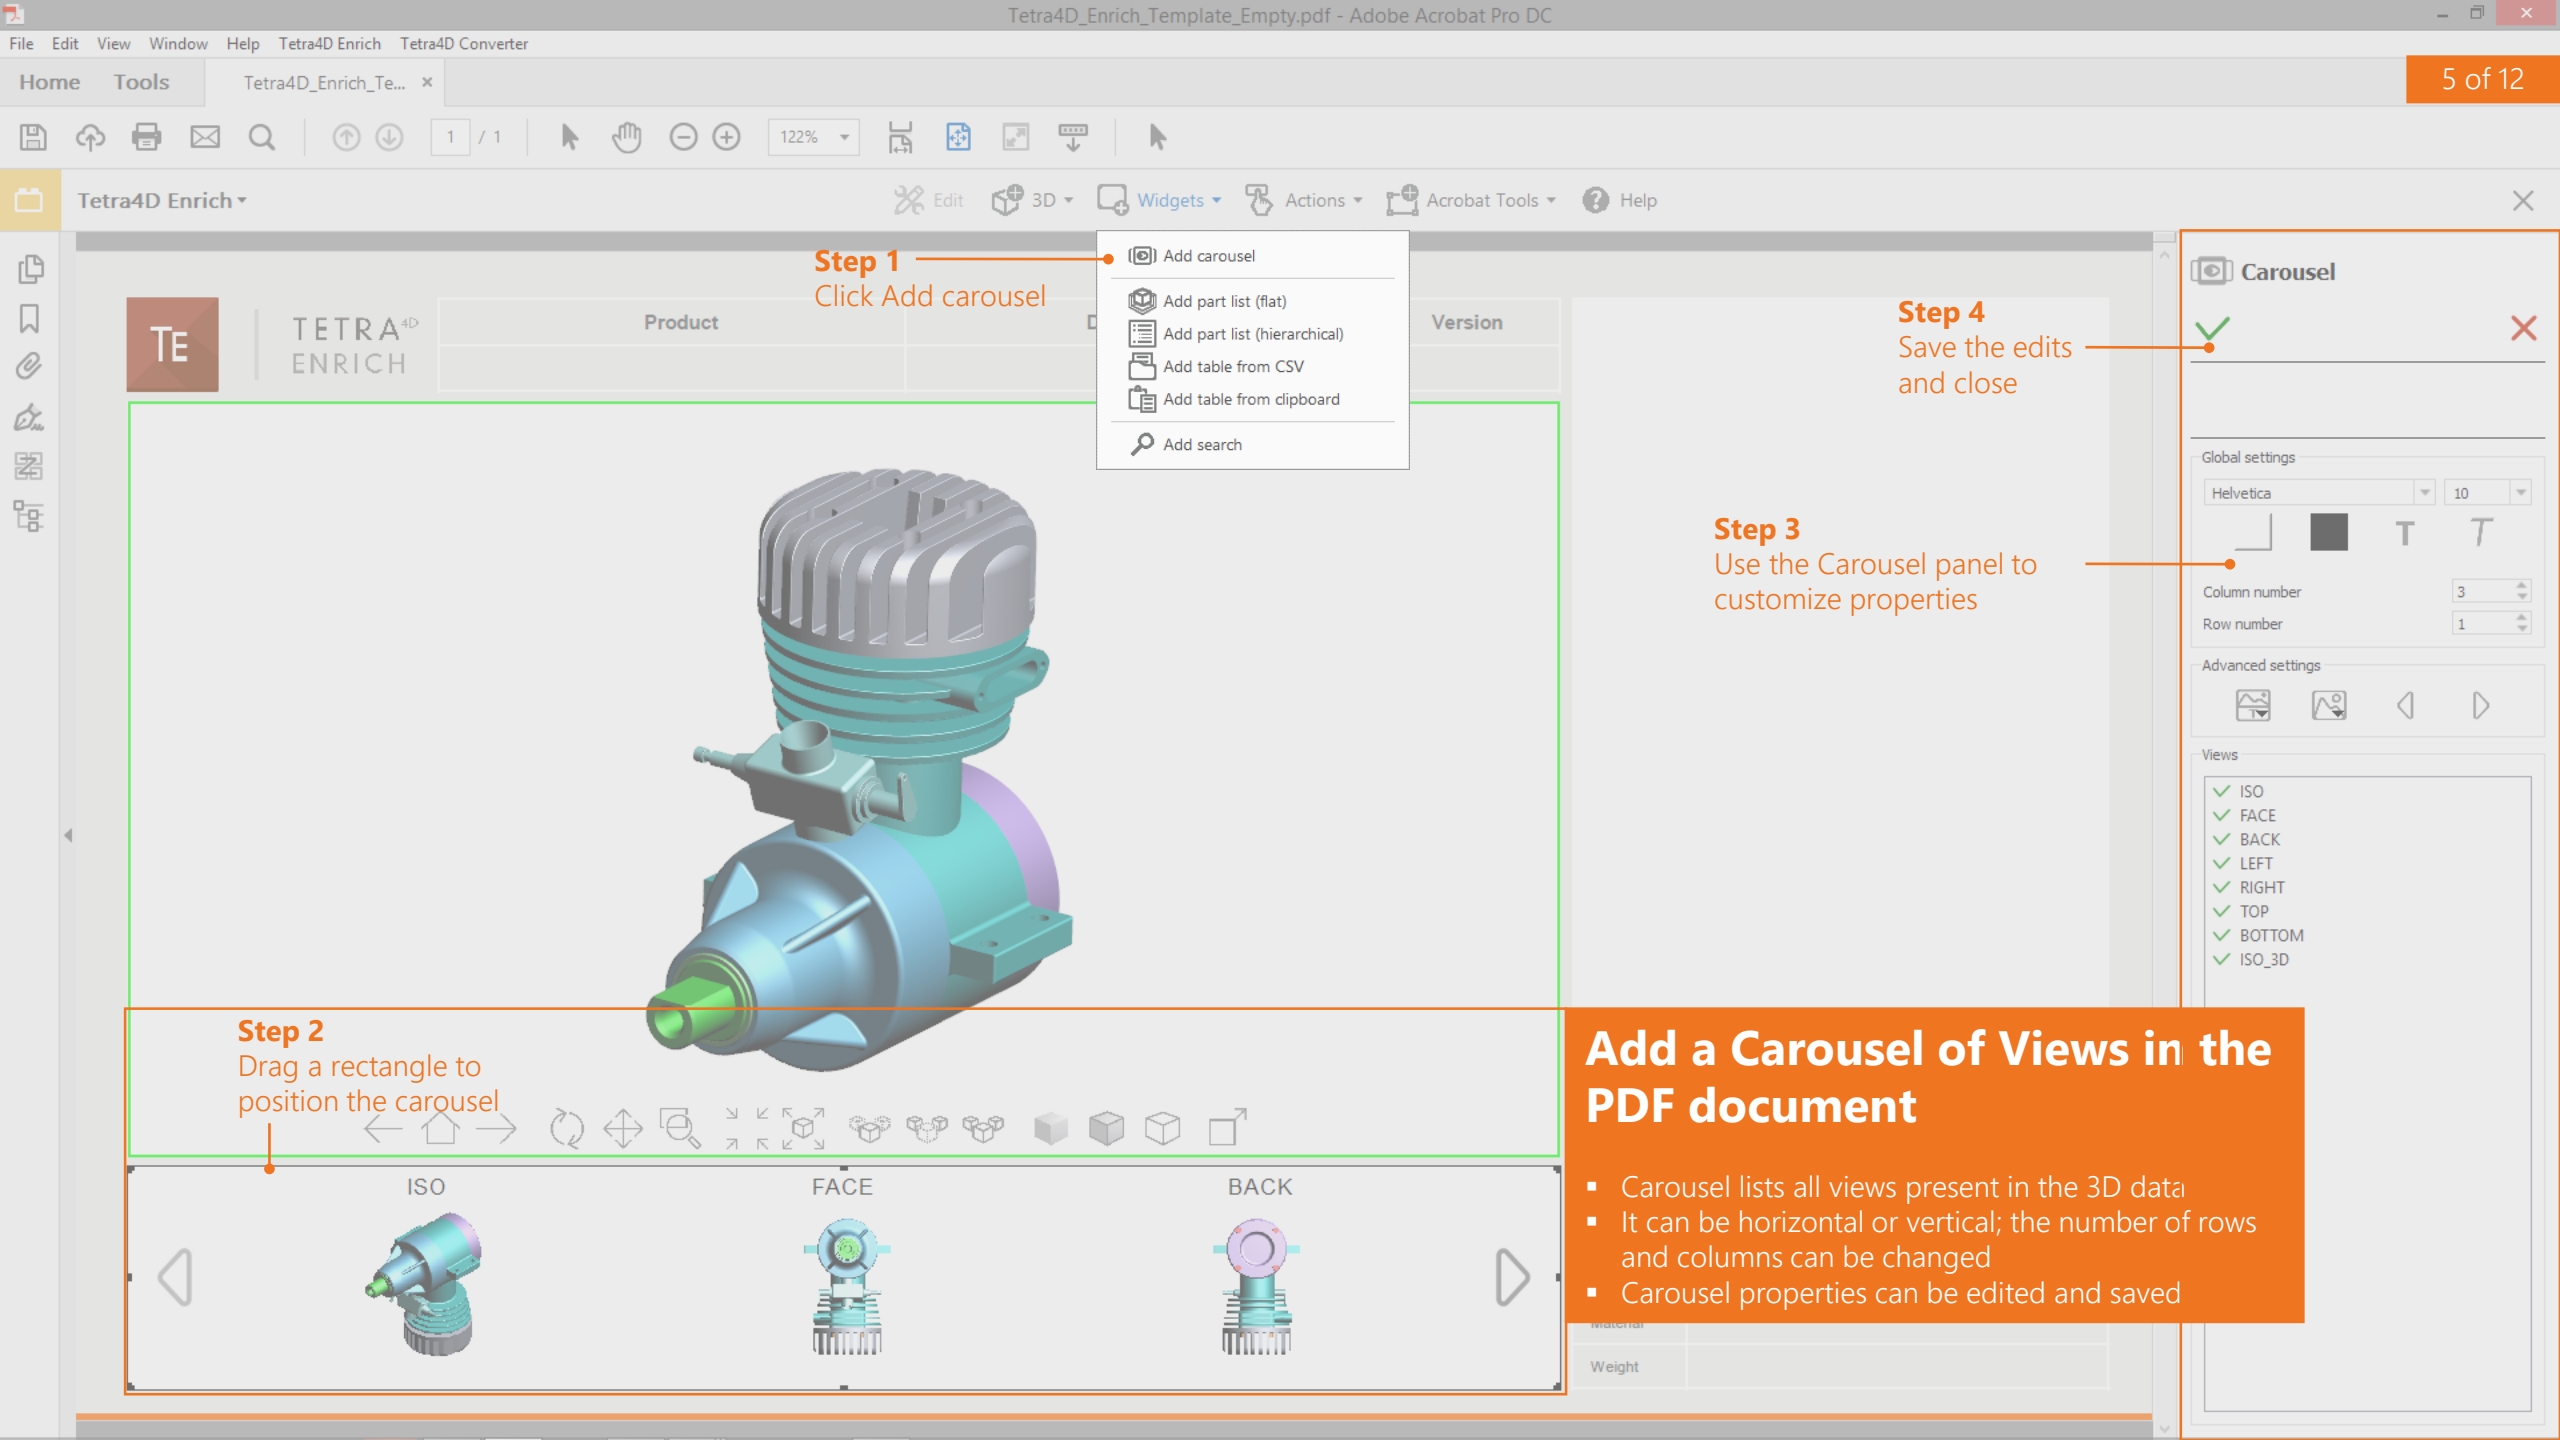 Tetra4D_Enrich_Template_Empty.pdf - Adobe Acrobat Pro DC
File Edit View Window Help Tetra4D Enrich Tetra4D Converter
Home Tools Tetra4D_Enrich_Te... ×
5 of 12
1 / 1 122%
Tetra4D Enrich
Edit 3D Widgets Actions Acrobat Tools Help
Step 1
Click Add carousel
Add carousel
Add part list (flat)
Add part list (hierarchical)
Add table from CSV
Add table from clipboard
Add search
TE
TETRA4D
ENRICH
Product
D
Version
Step 4
Save the edits
and close
Carousel
Step 3
Use the Carousel panel to
customize properties
Global settings
Helvetica 10
T T
Column number 3
Row number 1
Advanced settings
Views
ISO
FACE
BACK
LEFT
RIGHT
TOP
BOTTOM
ISO_3D
Step 2
Drag a rectangle to
position the carousel
ISO FACE BACK
Add a Carousel of Views in the
PDF document
▪ Carousel lists all views present in the 3D data
▪ It can be horizontal or vertical; the number of rows
and columns can be changed
▪ Carousel properties can be edited and saved
Material
Weight